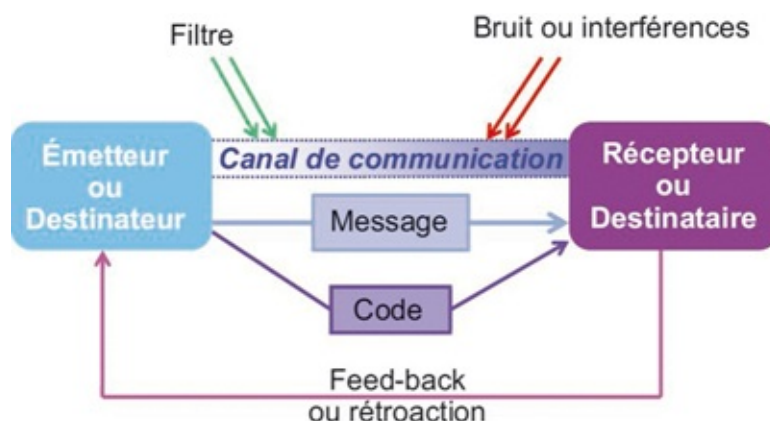 Filtre
Bruit ou interférences
Émetteur
ou
Destinateur
Canal de communication
Récepteur
ou
Destinataire
Message
Code
Feed-back
ou rétroaction